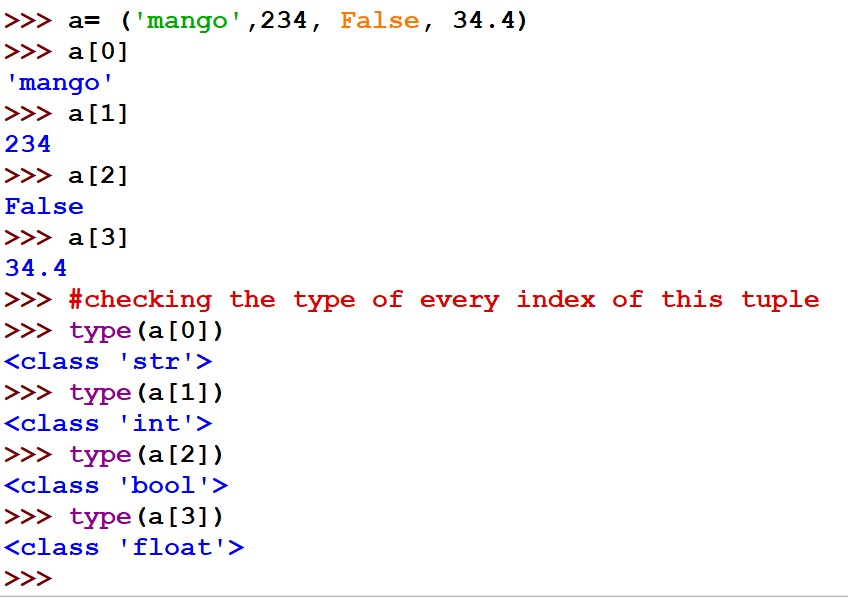 >>> a= ('mango',234, False, 34.4)
>>> a[0]
'mango'
>>> a[1]
234
>>> a[2]
False
>>> a[3]
34.4
>>> #checking the type of every index of this tuple
>>> type(a[0])
<class 'str'>
>>> type(a[1])
<class 'int'>
>>> type(a[2])
<class 'bool'>
>>> type(a[3])
<class 'float'>
>>>